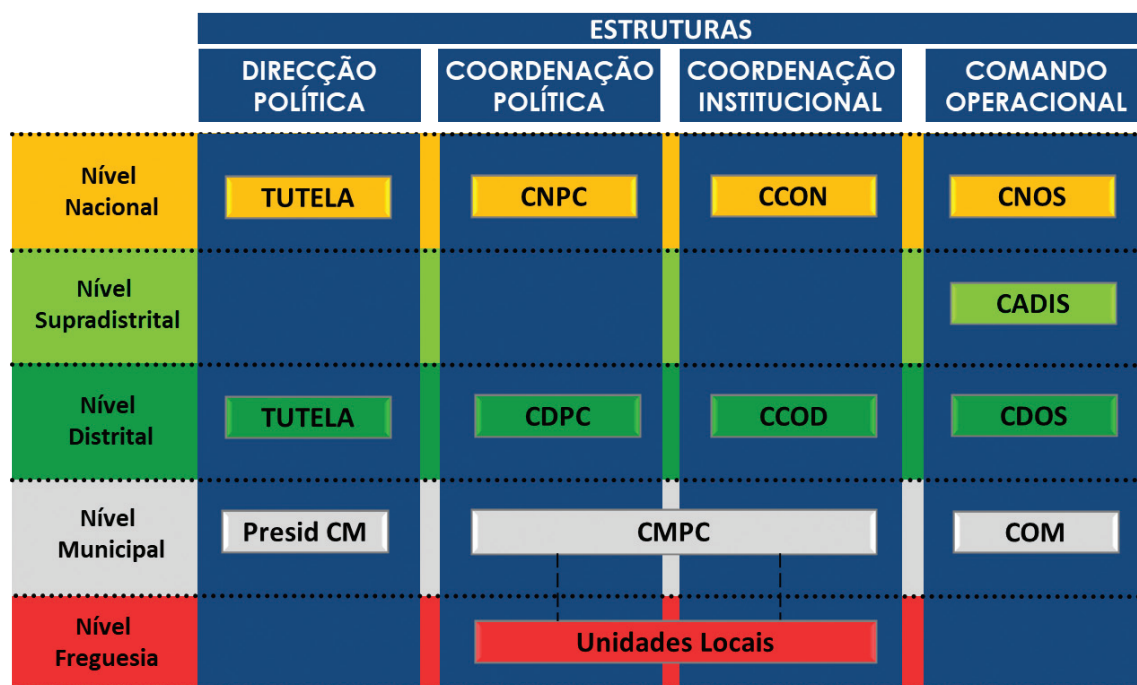 ESTRUTURAS
DIRECÇÃO
POLÍTICA
COORDENAÇÃO
POLÍTICA
COORDENAÇÃO
INSTITUCIONAL
COMANDO
OPERACIONAL
Nível
Nacional
TUTELA
CNPC
CCON
CNOS
Nível
Supradistrital
CADIS
Nível
Distrital
TUTELA
CDPC
CCOD
CDOS
Nível
Municipal
Presid CM
CMPC
COM
Nível
Freguesia
Unidades Locais